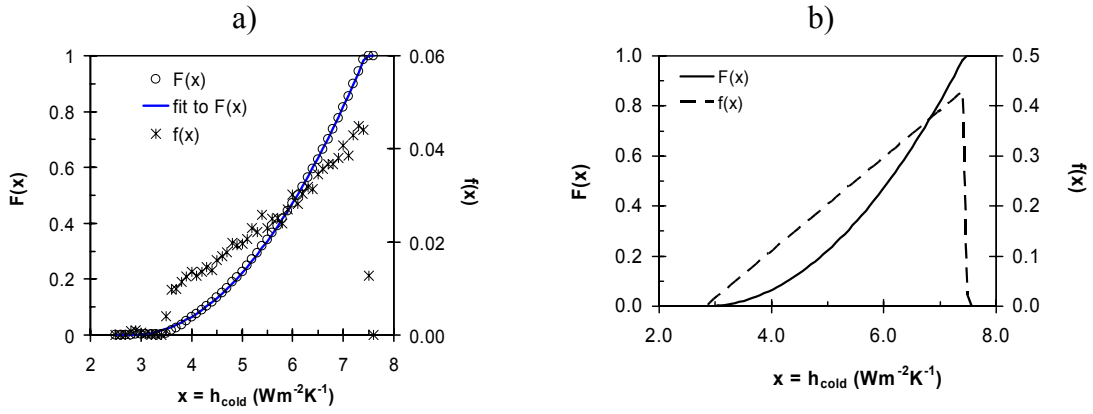 a)
F(x)
fit to F(x)
f(x)
1
0.8
0.6
0.4
0.2
0
0.06
0.04
0.02
0.00
2 3 4 5 6 7 8
F(x)
f(x)
x = h_cold (Wm⁻²K⁻¹)
b)
F(x)
f(x)
1.0
0.8
0.6
0.4
0.2
0.0
0.5
0.4
0.3
0.2
0.1
0.0
2.0 4.0 6.0 8.0
F(x)
f(x)
x = h_cold (Wm⁻²K⁻¹)